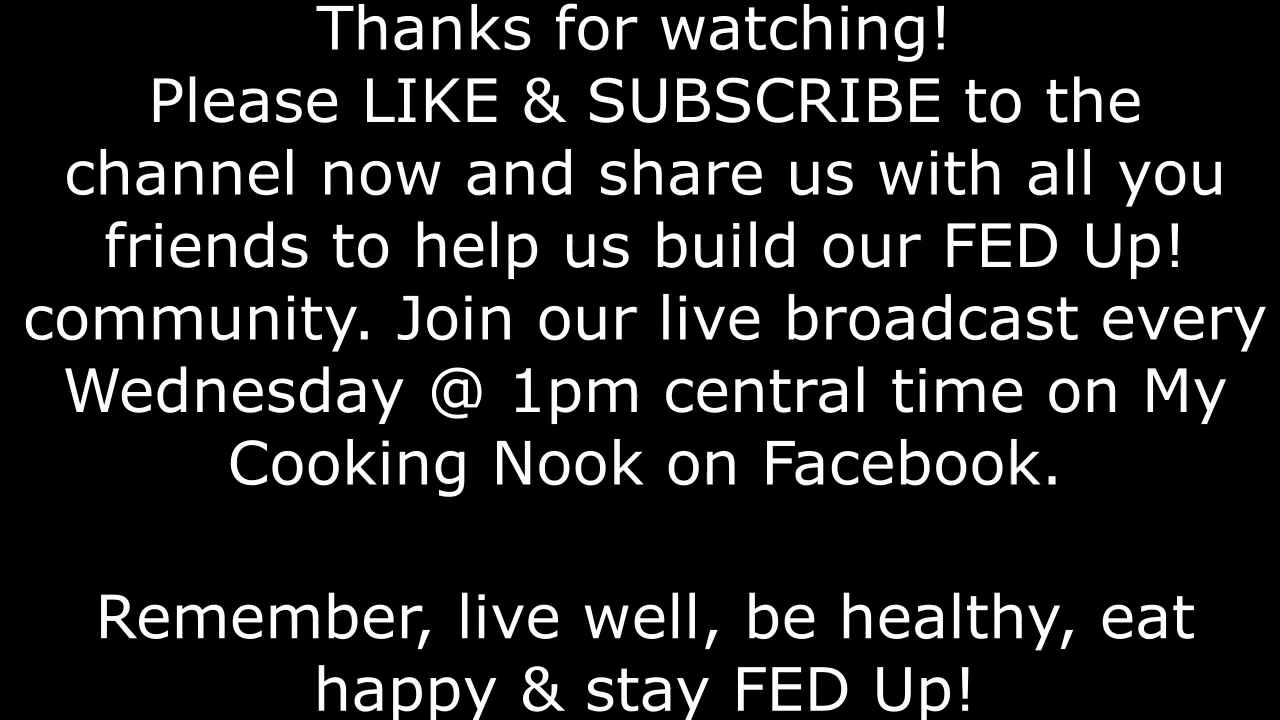 Thanks for watching!
Please LIKE & SUBSCRIBE to the
channel now and share us with all you
friends to help us build our FED Up!
community. Join our live broadcast every
Wednesday @ 1pm central time on My
Cooking Nook on Facebook.
Remember, live well, be healthy, eat
happy & stay FED Up!